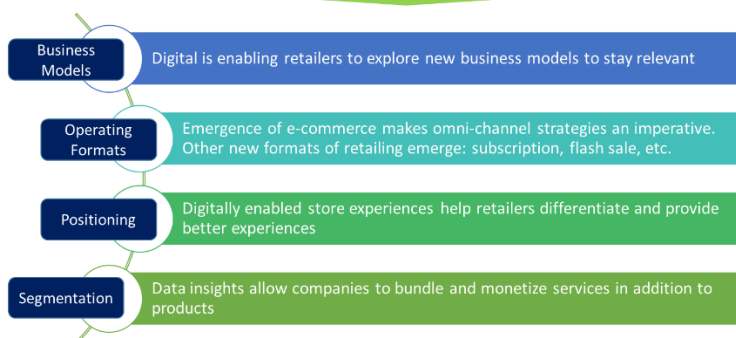 Business
Models
Digital is enabling retailers to explore new business models to stay relevant
Operating
Formats
Emergence of e-commerce makes omni-channel strategies an imperative.
Other new formats of retailing emerge: subscription, flash sale, etc.
Positioning
Digitally enabled store experiences help retailers differentiate and provide
better experiences
Segmentation
Data insights allow companies to bundle and monetize services in addition to
products